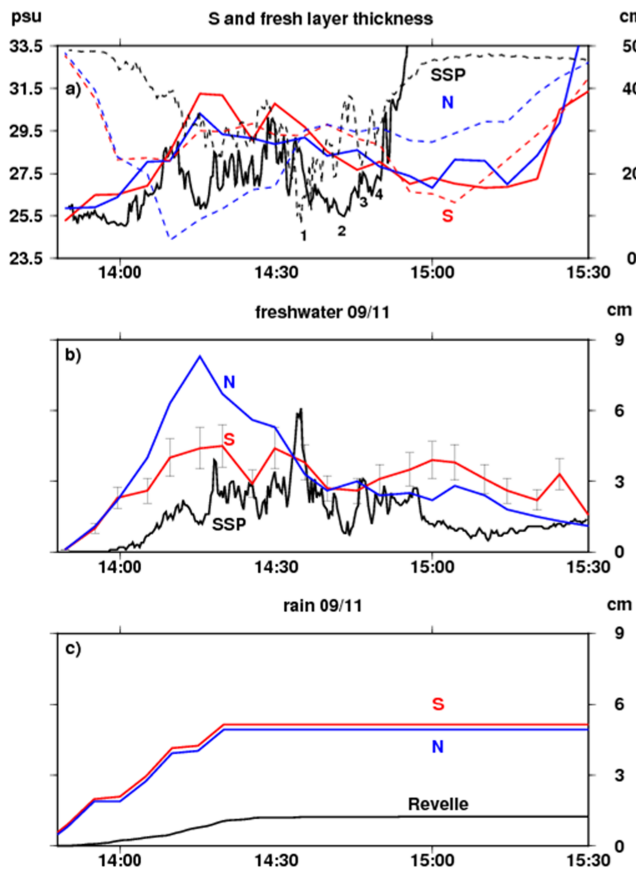 psu S and fresh layer thickness cm
33.5 50
a) SSP
31.5 40
N
29.5
27.5 20
3 4
25.5 S
1 2
23.5 0
14:00 14:30 15:00 15:30
freshwater 09/11 cm
b) 9
N
6
S
3
SSP
0
14:00 14:30 15:00 15:30
rain 09/11 cm
c) 9
S
6
N
3
Revelle
0
14:00 14:30 15:00 15:30